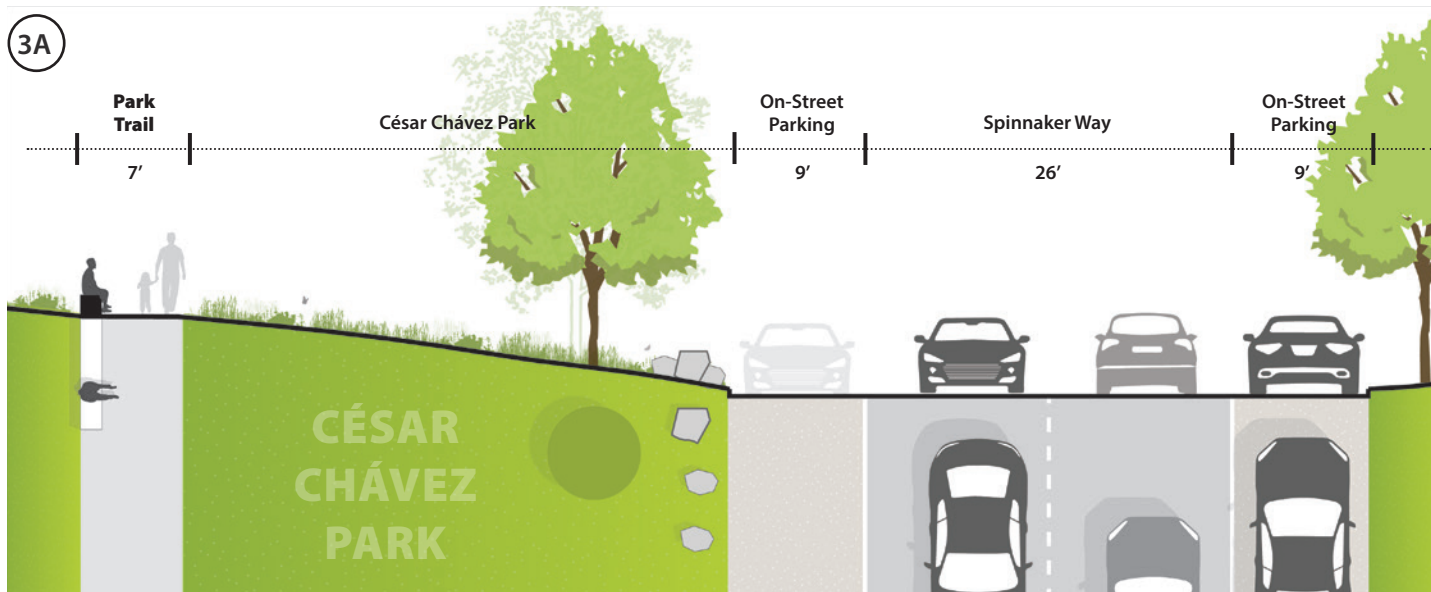 3A
Park
Trail
César Chávez Park
On-Street
Parking
Spinnaker Way
On-Street
Parking
7’
9’
26’
9’
CÉSAR
CHÁVEZ
PARK